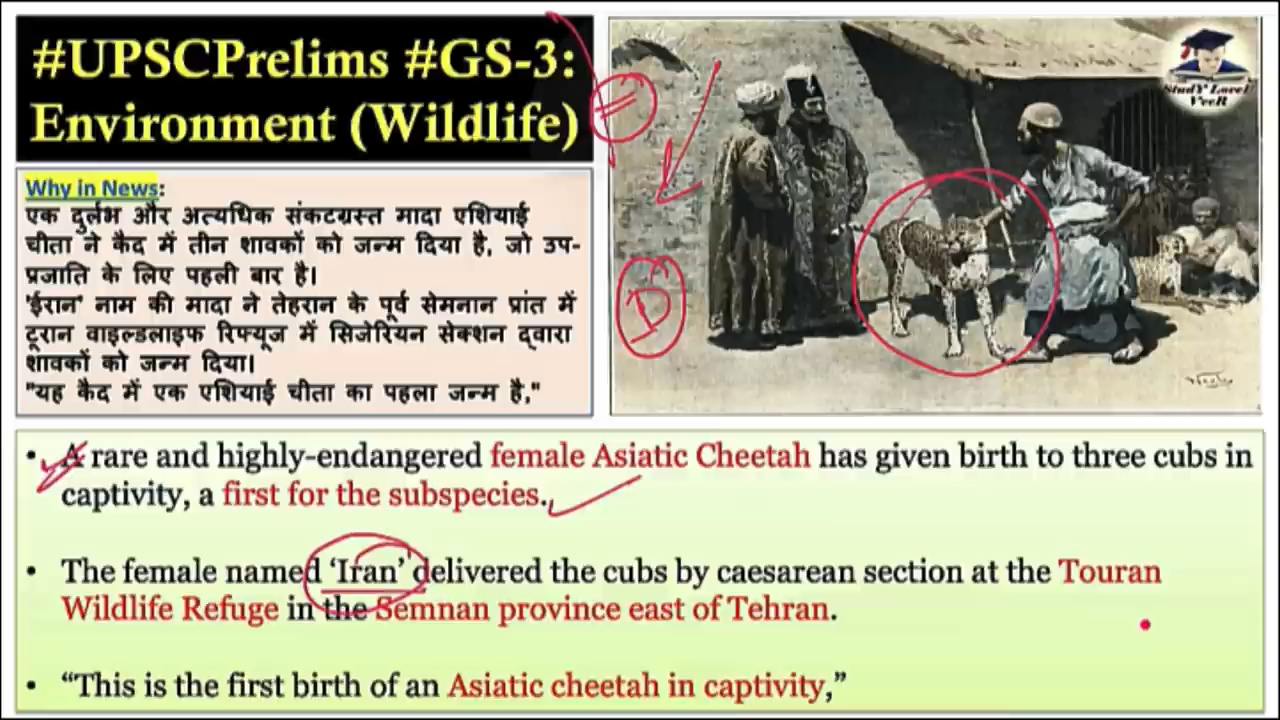 #UPSCPrelims #GS-3:
Environment (Wildlife)
StudY LoveR
VeeR
Why in News:
एक दुर्लभ और अत्यधिक संकटग्रस्त मादा एशियाई
चीता ने कैद में तीन शावकों को जन्म दिया है, जो उप-
प्रजाति के लिए पहली बार है।
'ईरान' नाम की मादा ने तेहरान के पूर्व सेमनान प्रांत में
टूरान वाइल्डलाइफ रिफ्यूज में सिजेरियन सेक्शन द्वारा
शावकों को जन्म दिया।
"यह कैद में एक एशियाई चीता का पहला जन्म है,"
D
• A rare and highly-endangered female Asiatic Cheetah has given birth to three cubs in
captivity, a first for the subspecies.
• The female named ‘Iran’ delivered the cubs by caesarean section at the Touran
Wildlife Refuge in the Semnan province east of Tehran.
• “This is the first birth of an Asiatic cheetah in captivity,”